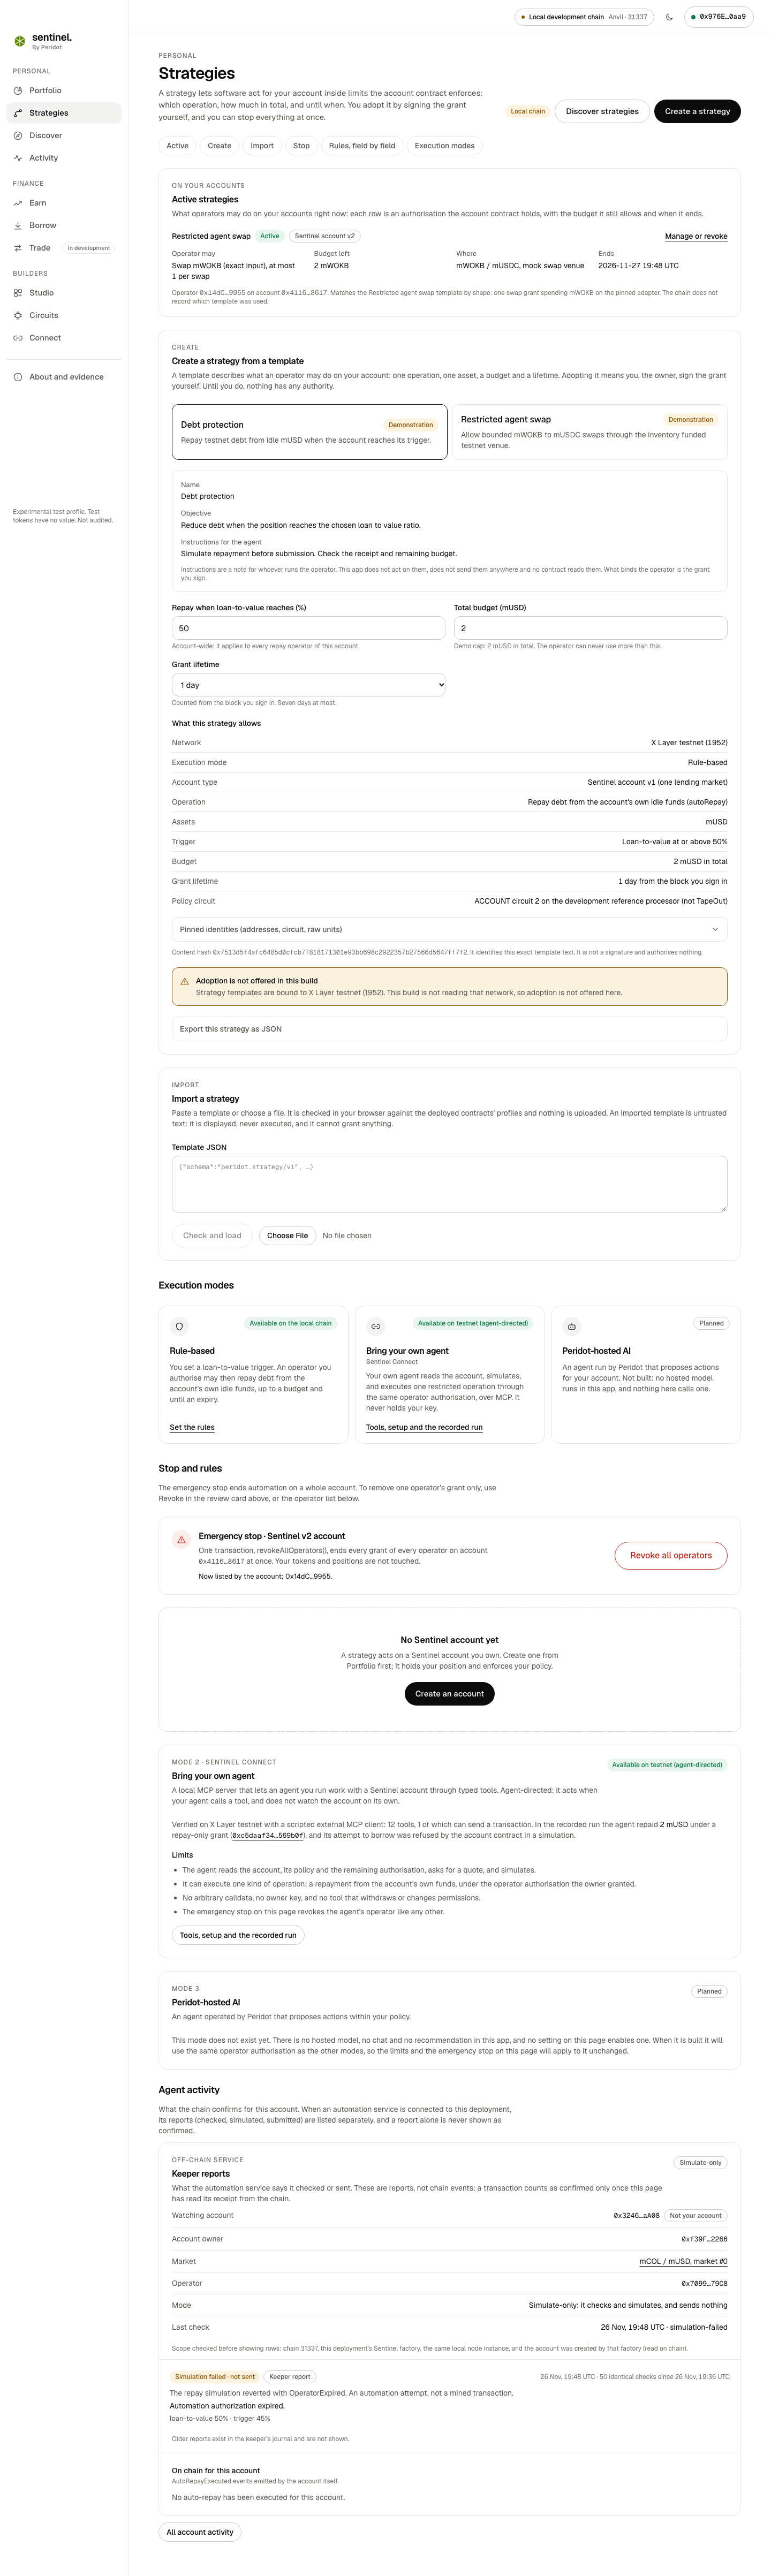 sentinel.
By Peridot
PERSONAL
Portfolio
Strategies
Discover
Activity
FINANCE
Earn
Borrow
Trade In development
BUILDERS
Studio
Circuits
Connect
About and evidence
Experimental test profile. Test
tokens have no value. Not audited.
Local development chain Anvil · 31337
0x976E…0aa9
PERSONAL
Strategies
A strategy lets software act for your account inside limits the account contract enforces:
which operation, how much in total, and until when. You adopt it by signing the grant
yourself, and you can stop everything at once.
Local chain Discover strategies Create a strategy
Active Create Import Stop Rules, field by field Execution modes
ON YOUR ACCOUNTS
Active strategies
What operators may do on your accounts right now: each row is an authorisation the account contract holds, with the budget it still allows and when it ends.
Restricted agent swap Active Sentinel account v2 Manage or revoke
Operator may Budget left Where Ends
Swap mWOKB (exact input), at most
1 per swap
2 mWOKB mWOKB / mUSDC, mock swap venue 2026-11-27 19:48 UTC
Operator 0x14dC…9955 on account 0x4116…8617. Matches the Restricted agent swap template by shape: one swap grant spending mWOKB on the pinned adapter. The chain does not
record which template was used.
CREATE
Create a strategy from a template
A template describes what an operator may do on your account: one operation, one asset, a budget and a lifetime. Adopting it means you, the owner, sign the grant
yourself. Until you do, nothing has any authority.
Debt protection Demonstration
Repay testnet debt from idle mUSD when the account reaches its trigger.
Restricted agent swap Demonstration
Allow bounded mWOKB to mUSDC swaps through the inventory funded
testnet venue.
Name
Debt protection
Objective
Reduce debt when the position reaches the chosen loan to value ratio.
Instructions for the agent
Simulate repayment before submission. Check the receipt and remaining budget.
Instructions are a note for whoever runs the operator. This app does not act on them, does not send them anywhere and no contract reads them. What binds the operator is the grant
you sign.
Repay when loan-to-value reaches (%) Total budget (mUSD)
50 2
Account-wide: it applies to every repay operator of this account. Demo cap: 2 mUSD in total. The operator can never use more than this.
Grant lifetime
1 day
Counted from the block you sign in. Seven days at most.
What this strategy allows
Network X Layer testnet (1952)
Execution mode Rule-based
Account type Sentinel account v1 (one lending market)
Operation Repay debt from the account's own idle funds (autoRepay)
Assets mUSD
Trigger Loan-to-value at or above 50%
Budget 2 mUSD in total
Grant lifetime 1 day from the block you sign in
Policy circuit ACCOUNT circuit 2 on the development reference processor (not TapeOut)
Pinned identities (addresses, circuit, raw units)
Content hash 0x7513d5f4afc6485d0cfcb77818171301e93bb698c2922357b27566d5647ff7f2. It identifies this exact template text. It is not a signature and authorises nothing.
Adoption is not offered in this build
Strategy templates are bound to X Layer testnet (1952). This build is not reading that network, so adoption is not offered here.
Export this strategy as JSON
IMPORT
Import a strategy
Paste a template or choose a file. It is checked in your browser against the deployed contracts' profiles and nothing is uploaded. An imported template is untrusted
text: it is displayed, never executed, and it cannot grant anything.
Template JSON
{"schema":"peridot.strategy/v1", …}
Check and load Choose File No file chosen
Execution modes
Available on the local chain
Rule-based
You set a loan-to-value trigger. An operator you
authorise may then repay debt from the
account's own idle funds, up to a budget and
until an expiry.
Set the rules
Available on testnet (agent-directed)
Bring your own agent
Sentinel Connect
Your own agent reads the account, simulates,
and executes one restricted operation through
the same operator authorisation, over MCP. It
never holds your key.
Tools, setup and the recorded run
Planned
Peridot-hosted AI
An agent run by Peridot that proposes actions
for your account. Not built: no hosted model
runs in this app, and nothing here calls one.
Stop and rules
The emergency stop ends automation on a whole account. To remove one operator's grant only, use
Revoke in the review card above, or the operator list below.
Emergency stop · Sentinel v2 account
One transaction, revokeAllOperators(), ends every grant of every operator on account
0x4116…8617 at once. Your tokens and positions are not touched.
Now listed by the account: 0x14dC…9955.
Revoke all operators
No Sentinel account yet
A strategy acts on a Sentinel account you own. Create one from
Portfolio first; it holds your position and enforces your policy.
Create an account
MODE 2 · SENTINEL CONNECT Available on testnet (agent-directed)
Bring your own agent
A local MCP server that lets an agent you run work with a Sentinel account through typed tools. Agent-directed: it acts when
your agent calls a tool, and does not watch the account on its own.
Verified on X Layer testnet with a scripted external MCP client: 12 tools, 1 of which can send a transaction. In the recorded run the agent repaid 2 mUSD under a
repay-only grant (0xc5daaf34…569b0f), and its attempt to borrow was refused by the account contract in a simulation.
Limits
• The agent reads the account, its policy and the remaining authorisation, asks for a quote, and simulates.
• It can execute one kind of operation: a repayment from the account's own funds, under the operator authorisation the owner granted.
• No arbitrary calldata, no owner key, and no tool that withdraws or changes permissions.
• The emergency stop on this page revokes the agent's operator like any other.
Tools, setup and the recorded run
MODE 3 Planned
Peridot-hosted AI
An agent operated by Peridot that proposes actions within your policy.
This mode does not exist yet. There is no hosted model, no chat and no recommendation in this app, and no setting on this page enables one. When it is built it will
use the same operator authorisation as the other modes, so the limits and the emergency stop on this page will apply to it unchanged.
Agent activity
What the chain confirms for this account. When an automation service is connected to this deployment,
its reports (checked, simulated, submitted) are listed separately, and a report alone is never shown as
confirmed.
OFF-CHAIN SERVICE Simulate-only
Keeper reports
What the automation service says it checked or sent. These are reports, not chain events: a transaction counts as confirmed only once this page
has read its receipt from the chain.
Watching account 0x3246…aA08 Not your account
Account owner 0xf39F…2266
Market mCOL / mUSD, market #0
Operator 0x7099…79C8
Mode Simulate-only: it checks and simulates, and sends nothing
Last check 26 Nov, 19:48 UTC · simulation-failed
Scope checked before showing rows: chain 31337, this deployment's Sentinel factory, the same local node instance, and the account was created by that factory (read on chain).
Simulation failed · not sent Keeper report 26 Nov, 19:48 UTC · 50 identical checks since 26 Nov, 19:36 UTC
The repay simulation reverted with OperatorExpired. An automation attempt, not a mined transaction.
Automation authorization expired.
loan-to-value 50% · trigger 45%
Older reports exist in the keeper's journal and are not shown.
On chain for this account
AutoRepayExecuted events emitted by the account itself.
No auto-repay has been executed for this account.
All account activity